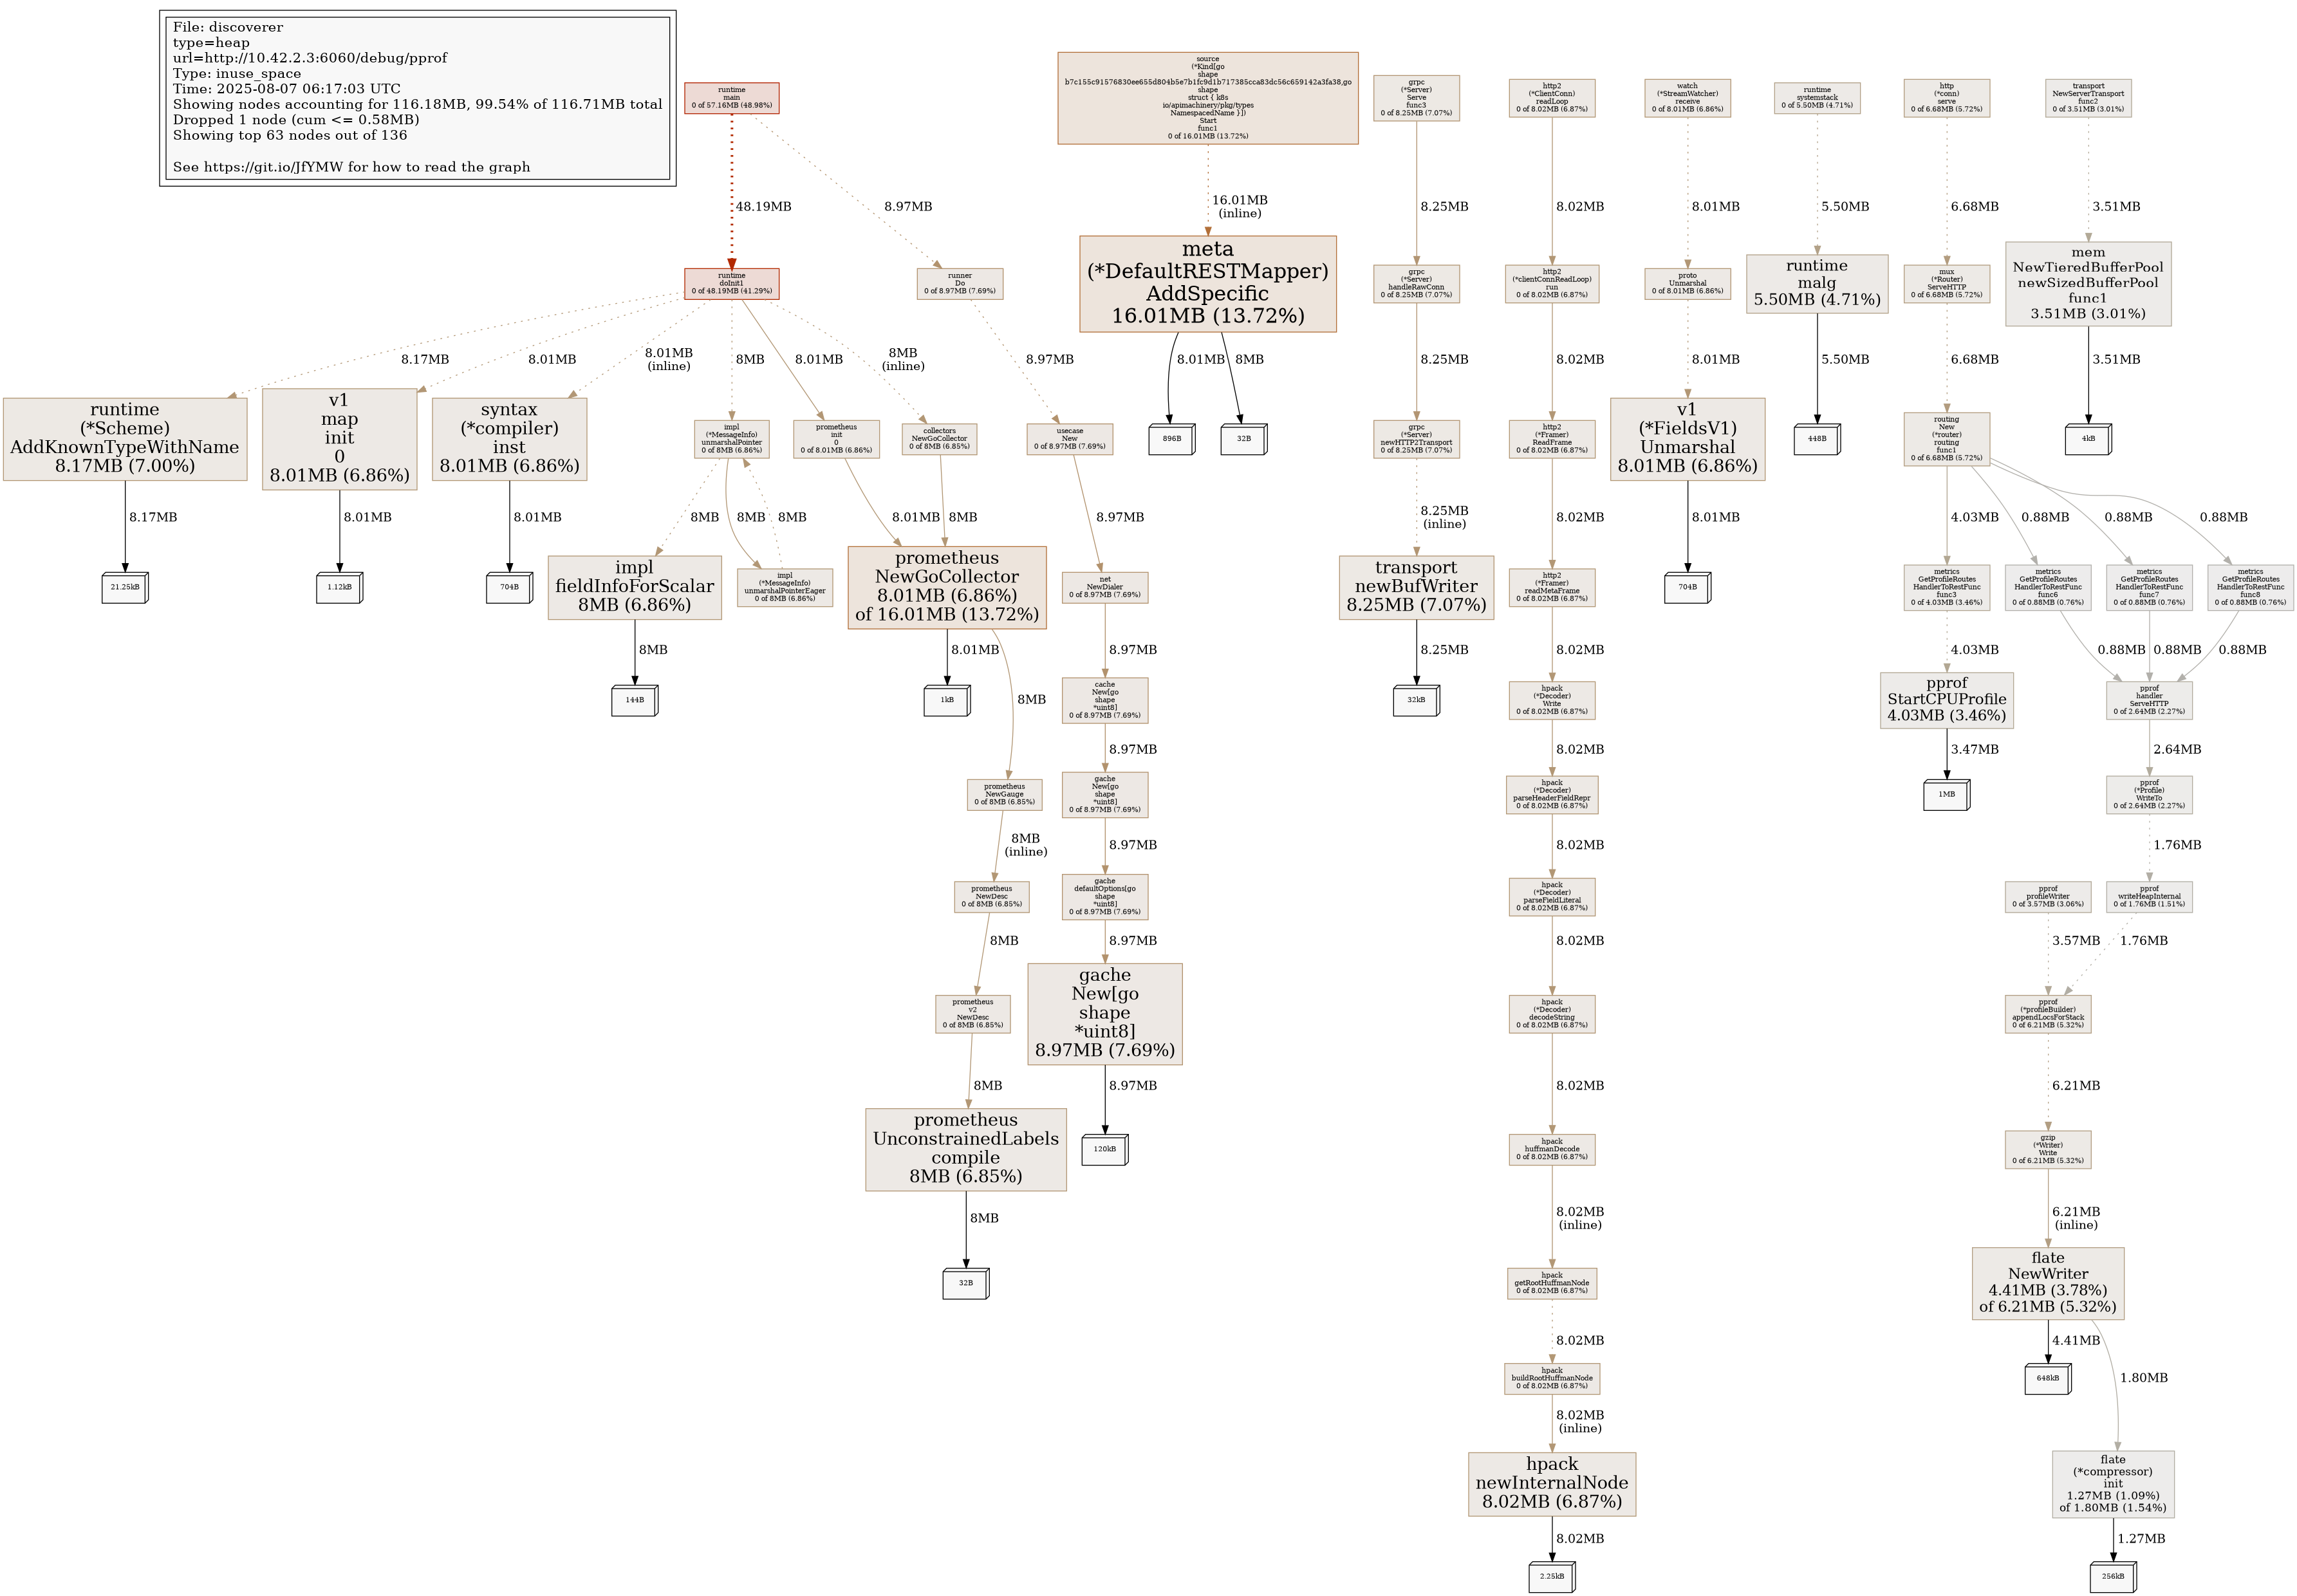 File: discoverer
type=heap
url=http://10.42.2.3:6060/debug/pprof
Type: inuse_space
Time: 2025-08-07 06:17:03 UTC
Showing nodes accounting for 116.18MB, 99.54% of 116.71MB total
Dropped 1 node (cum <= 0.58MB)
Showing top 63 nodes out of 136
See https://git.io/JfYMW for how to read the graph
runtime
main
0 of 57.16MB (48.98%)
source
(*Kind[go
shape
b7c155c91576830ee655d804b5e7b1fc9d1b717385cca83dc56c659142a3fa38,go
shape
struct { k8s
io/apimachinery/pkg/types
NamespacedName }])
Start
func1
0 of 16.01MB (13.72%)
grpc
(*Server)
Serve
func3
0 of 8.25MB (7.07%)
http2
(*ClientConn)
readLoop
0 of 8.02MB (6.87%)
watch
(*StreamWatcher)
receive
0 of 8.01MB (6.86%)
runtime
systemstack
0 of 5.50MB (4.71%)
http
(*conn)
serve
0 of 6.68MB (5.72%)
transport
NewServerTransport
func2
0 of 3.51MB (3.01%)
48.19MB
8.97MB
16.01MB
(inline)
8.25MB
8.02MB
8.01MB
5.50MB
6.68MB
3.51MB
runtime
doInit1
0 of 48.19MB (41.29%)
runner
Do
0 of 8.97MB (7.69%)
meta
(*DefaultRESTMapper)
AddSpecific
16.01MB (13.72%)
grpc
(*Server)
handleRawConn
0 of 8.25MB (7.07%)
http2
(*clientConnReadLoop)
run
0 of 8.02MB (6.87%)
proto
Unmarshal
0 of 8.01MB (6.86%)
runtime
malg
5.50MB (4.71%)
mux
(*Router)
ServeHTTP
0 of 6.68MB (5.72%)
mem
NewTieredBufferPool
newSizedBufferPool
func1
3.51MB (3.01%)
8.17MB
8.01MB
8.01MB
(inline)
8MB
8.01MB
8MB
(inline)
8.97MB
8.01MB
8MB
8.25MB
8.02MB
8.01MB
5.50MB
6.68MB
3.51MB
runtime
(*Scheme)
AddKnownTypeWithName
8.17MB (7.00%)
v1
map
init
0
8.01MB (6.86%)
syntax
(*compiler)
inst
8.01MB (6.86%)
impl
(*MessageInfo)
unmarshalPointer
0 of 8MB (6.86%)
prometheus
init
0
0 of 8.01MB (6.86%)
collectors
NewGoCollector
0 of 8MB (6.85%)
usecase
New
0 of 8.97MB (7.69%)
896B
32B
grpc
(*Server)
newHTTP2Transport
0 of 8.25MB (7.07%)
http2
(*Framer)
ReadFrame
0 of 8.02MB (6.87%)
v1
(*FieldsV1)
Unmarshal
8.01MB (6.86%)
448B
routing
New
(*router)
routing
func1
0 of 6.68MB (5.72%)
4kB
8.17MB
8.01MB
8.01MB
8MB
8MB
8MB
8.01MB
8MB
8.97MB
8.25MB
(inline)
8.02MB
8.01MB
4.03MB
0.88MB
0.88MB
0.88MB
21.25kB
1.12kB
704B
impl
fieldInfoForScalar
8MB (6.86%)
impl
(*MessageInfo)
unmarshalPointerEager
0 of 8MB (6.86%)
prometheus
NewGoCollector
8.01MB (6.86%)
of 16.01MB (13.72%)
net
NewDialer
0 of 8.97MB (7.69%)
transport
newBufWriter
8.25MB (7.07%)
http2
(*Framer)
readMetaFrame
0 of 8.02MB (6.87%)
704B
metrics
GetProfileRoutes
HandlerToRestFunc
func3
0 of 4.03MB (3.46%)
metrics
GetProfileRoutes
HandlerToRestFunc
func6
0 of 0.88MB (0.76%)
metrics
GetProfileRoutes
HandlerToRestFunc
func7
0 of 0.88MB (0.76%)
metrics
GetProfileRoutes
HandlerToRestFunc
func8
0 of 0.88MB (0.76%)
8MB
8.01MB
8MB
8.97MB
8.25MB
8.02MB
4.03MB
0.88MB
0.88MB
0.88MB
144B
1kB
cache
New[go
shape
*uint8]
0 of 8.97MB (7.69%)
32kB
hpack
(*Decoder)
Write
0 of 8.02MB (6.87%)
pprof
StartCPUProfile
4.03MB (3.46%)
pprof
handler
ServeHTTP
0 of 2.64MB (2.27%)
8.97MB
8.02MB
3.47MB
2.64MB
prometheus
NewGauge
0 of 8MB (6.85%)
gache
New[go
shape
*uint8]
0 of 8.97MB (7.69%)
hpack
(*Decoder)
parseHeaderFieldRepr
0 of 8.02MB (6.87%)
1MB
pprof
(*Profile)
WriteTo
0 of 2.64MB (2.27%)
8MB
(inline)
8.97MB
8.02MB
1.76MB
prometheus
NewDesc
0 of 8MB (6.85%)
gache
defaultOptions[go
shape
*uint8]
0 of 8.97MB (7.69%)
hpack
(*Decoder)
parseFieldLiteral
0 of 8.02MB (6.87%)
pprof
profileWriter
0 of 3.57MB (3.06%)
pprof
writeHeapInternal
0 of 1.76MB (1.51%)
8MB
8.97MB
8.02MB
3.57MB
1.76MB
prometheus
v2
NewDesc
0 of 8MB (6.85%)
gache
New[go
shape
*uint8]
8.97MB (7.69%)
hpack
(*Decoder)
decodeString
0 of 8.02MB (6.87%)
pprof
(*profileBuilder)
appendLocsForStack
0 of 6.21MB (5.32%)
8MB
8.97MB
8.02MB
6.21MB
prometheus
UnconstrainedLabels
compile
8MB (6.85%)
120kB
hpack
huffmanDecode
0 of 8.02MB (6.87%)
gzip
(*Writer)
Write
0 of 6.21MB (5.32%)
8MB
8.02MB
(inline)
6.21MB
(inline)
32B
hpack
getRootHuffmanNode
0 of 8.02MB (6.87%)
flate
NewWriter
4.41MB (3.78%)
of 6.21MB (5.32%)
8.02MB
4.41MB
1.80MB
hpack
buildRootHuffmanNode
0 of 8.02MB (6.87%)
648kB
8.02MB
(inline)
hpack
newInternalNode
8.02MB (6.87%)
flate
(*compressor)
init
1.27MB (1.09%)
of 1.80MB (1.54%)
8.02MB
1.27MB
2.25kB
256kB